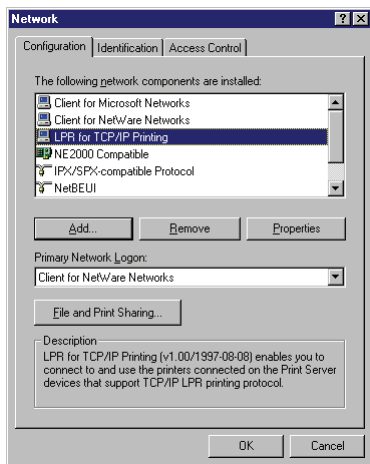 Network
Configuration Identification Access Control
The following network components are installed:
Client for Microsoft Networks
Client for NetWare Networks
LPR for TCP/IP Printing
NE2000 Compatible
IPX/SPX-compatible Protocol
NetBEUI
Add... Remove Properties
Primary Network Logon:
Client for NetWare Networks
File and Print Sharing...
Description
LPR for TCP/IP Printing (v1.00/1997-08-08) enables you to
connect to and use the printers connected on the Print Server
devices that support TCP/IP LPR printing protocol.
OK Cancel